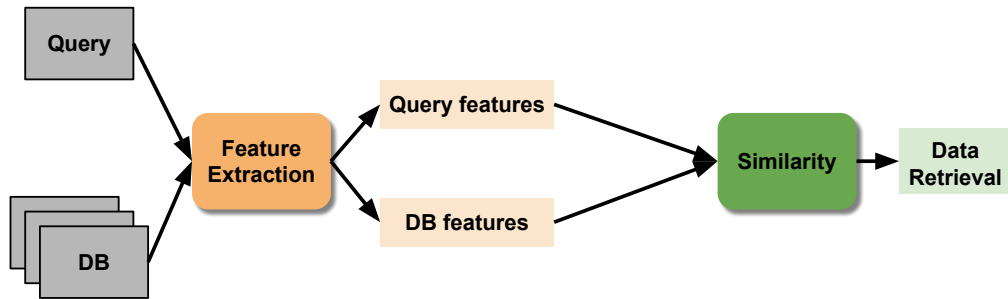 Query
DB
Feature
Extraction
Query features
DB features
Similarity
Data
Retrieval